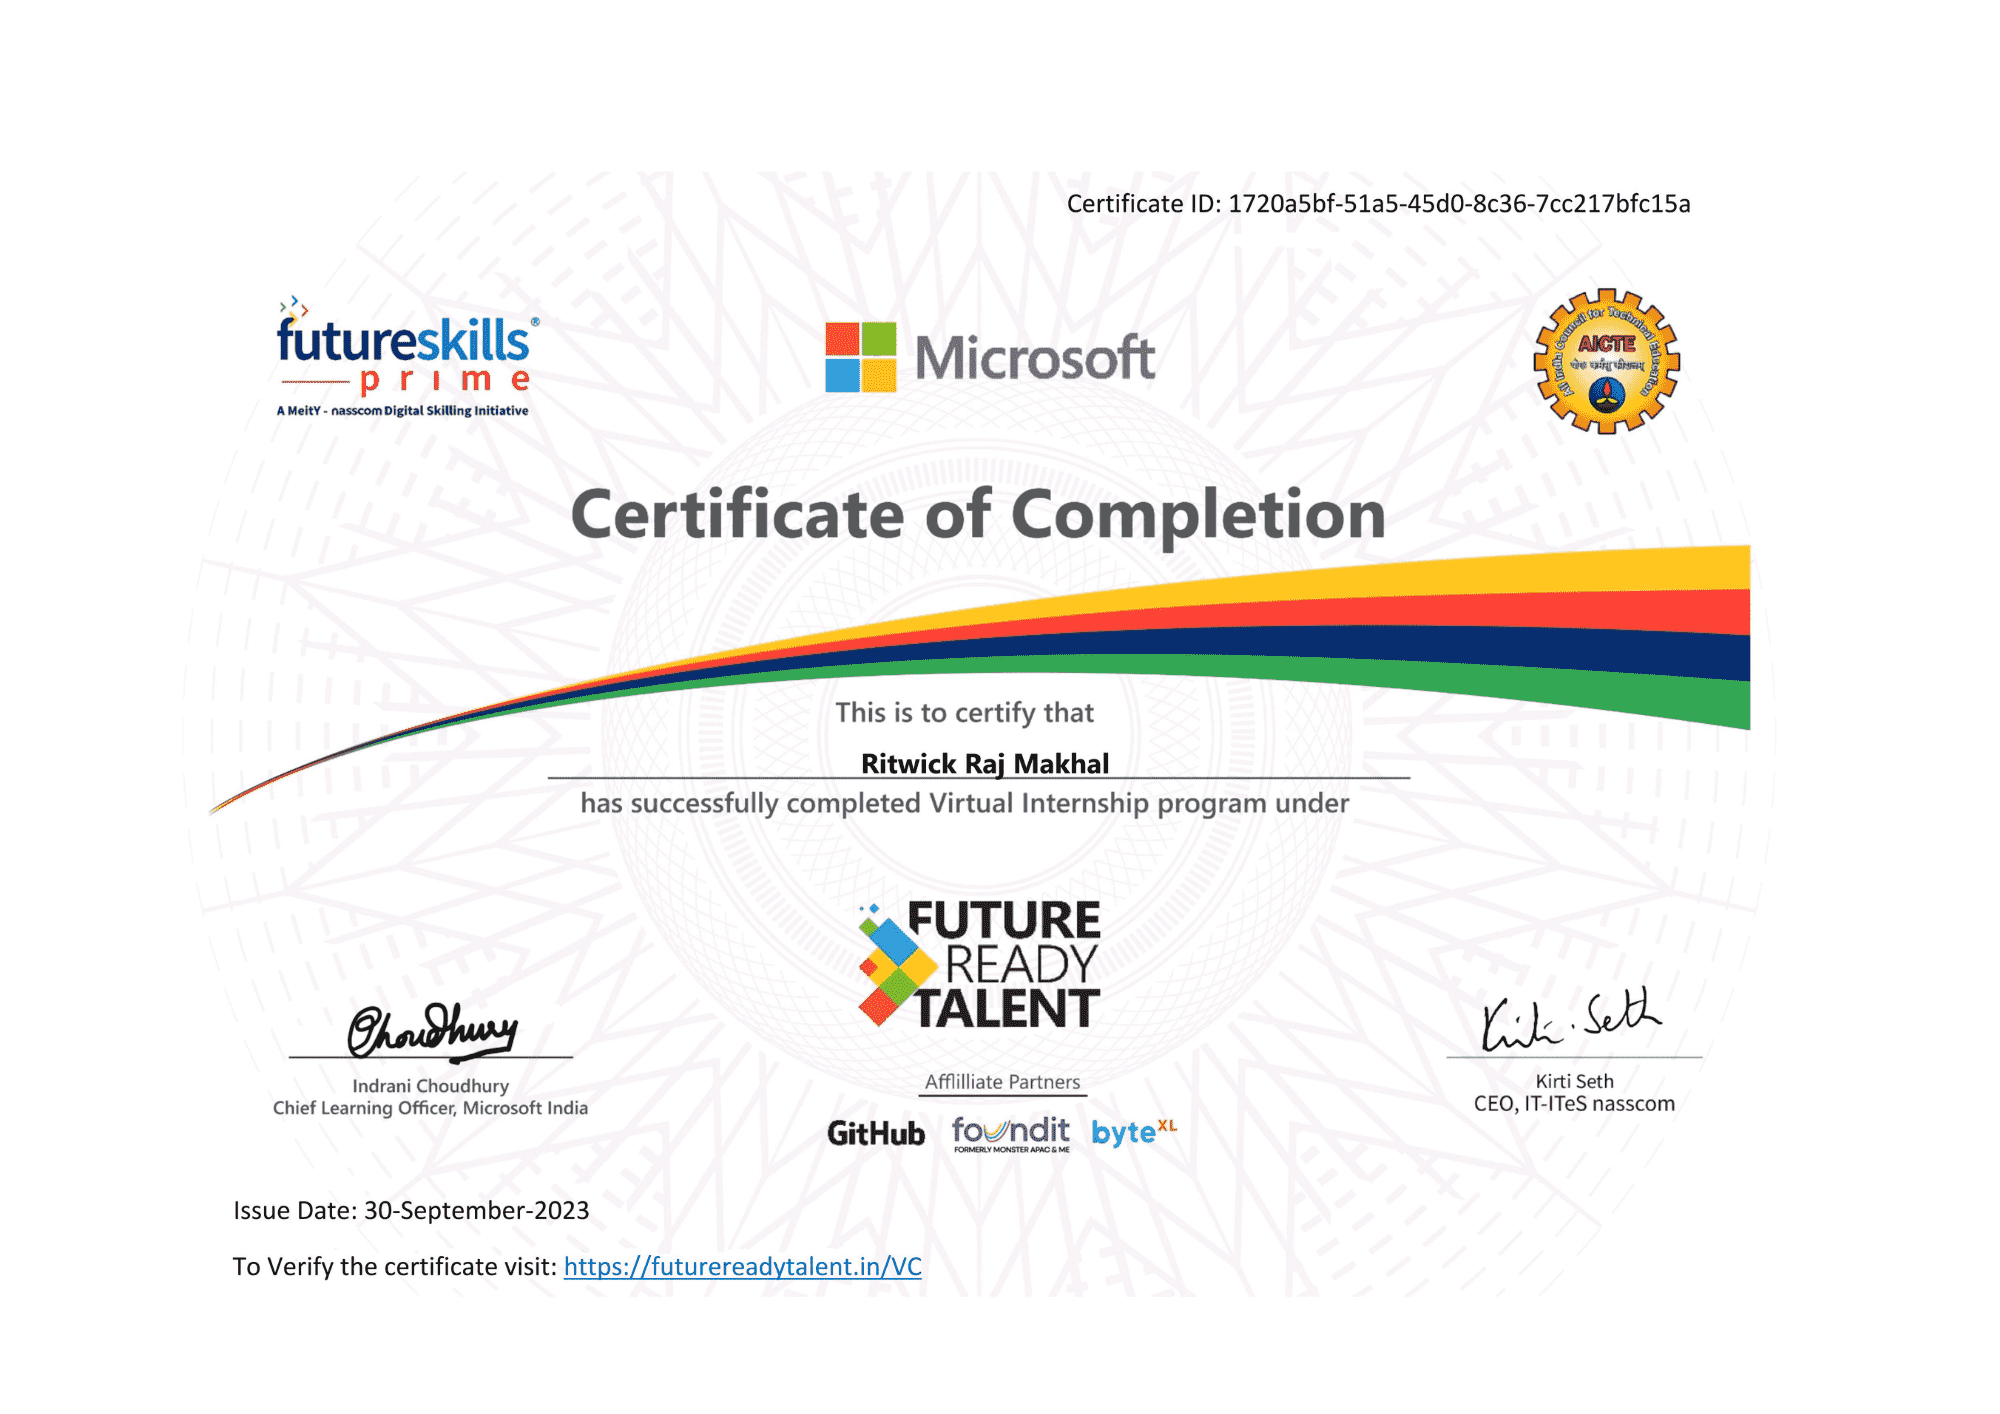 Certificate ID: 1720a5bf-51a5-45d0-8c36-7cc217bfc15a
futureskills®
prime
A MeitY - nasscom Digital Skilling Initiative
Microsoft
All India Council for Technical Education
AICTE
योगः कर्मसु कौशलम्
Certificate of Completion
This is to certify that
Ritwick Raj Makhal
has successfully completed Virtual Internship program under
FUTURE
READY
TALENT
Choudhury
Indrani Choudhury
Chief Learning Officer, Microsoft India
Kirti Seth
Kirti Seth
CEO, IT-ITeS nasscom
Affilliate Partners
GitHub
foundit
FORMERLY MONSTER APAC & ME
byteXL
Issue Date: 30-September-2023
To Verify the certificate visit: https://futurereadytalent.in/VC